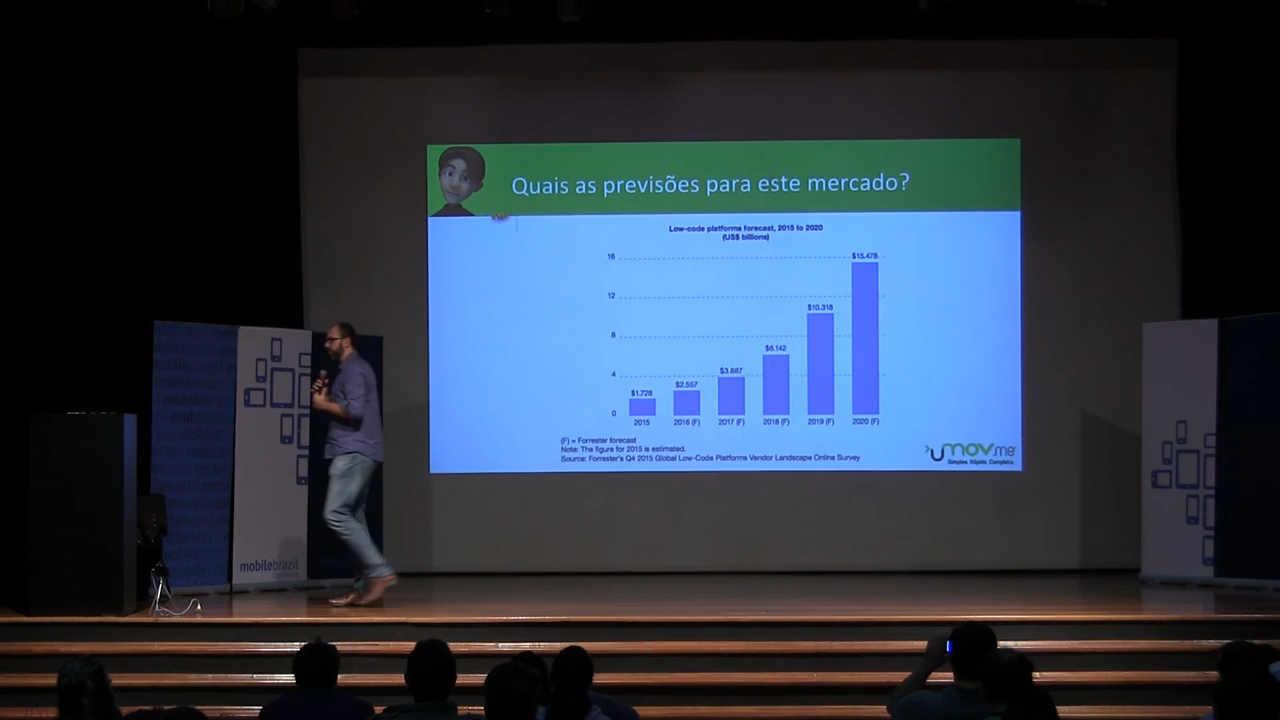 Quais as previsões para este mercado?
Low-code platforms forecast, 2015 to 2020
(US$ billions)
16
12
8
4
0
$1.728
$2.557
$3.887
$6.142
$10.318
$15.478
2015
2016 (F)
2017 (F)
2018 (F)
2019 (F)
2020 (F)
(F) = Forrester forecast
Note: The figure for 2015 is estimated.
Source: Forrester's Q4 2015 Global Low-Code Platforms Vendor Landscape Online Survey
umov.me
Simples. Rápido. Completo.
mobilebrazil